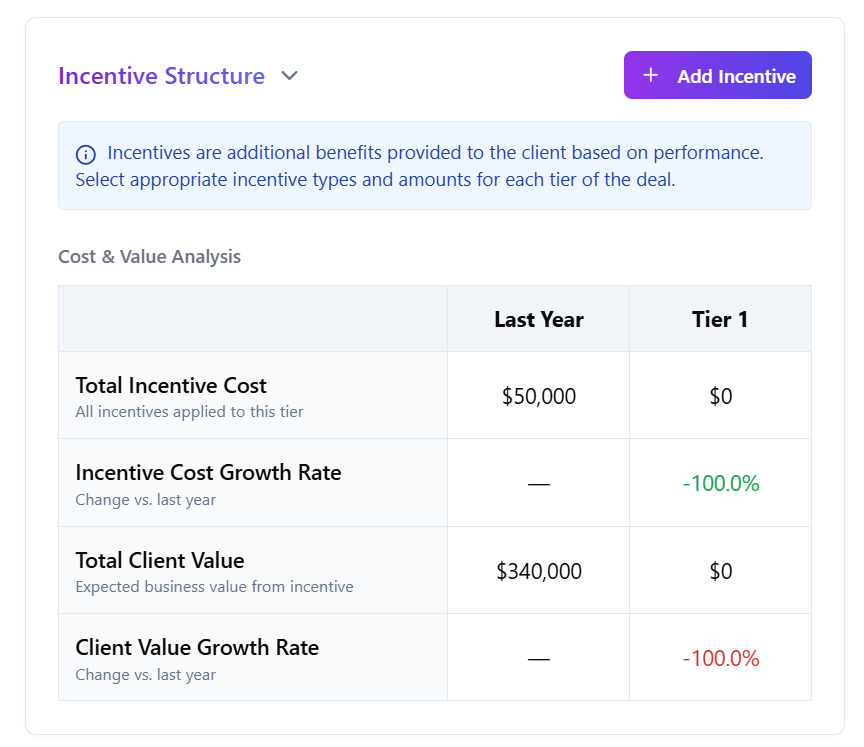 Incentive Structure
+ Add Incentive
Incentives are additional benefits provided to the client based on performance.
Select appropriate incentive types and amounts for each tier of the deal.
Cost & Value Analysis
Last Year Tier 1
Total Incentive Cost
All incentives applied to this tier
$50,000 $0
Incentive Cost Growth Rate
Change vs. last year
— -100.0%
Total Client Value
Expected business value from incentive
$340,000 $0
Client Value Growth Rate
Change vs. last year
— -100.0%